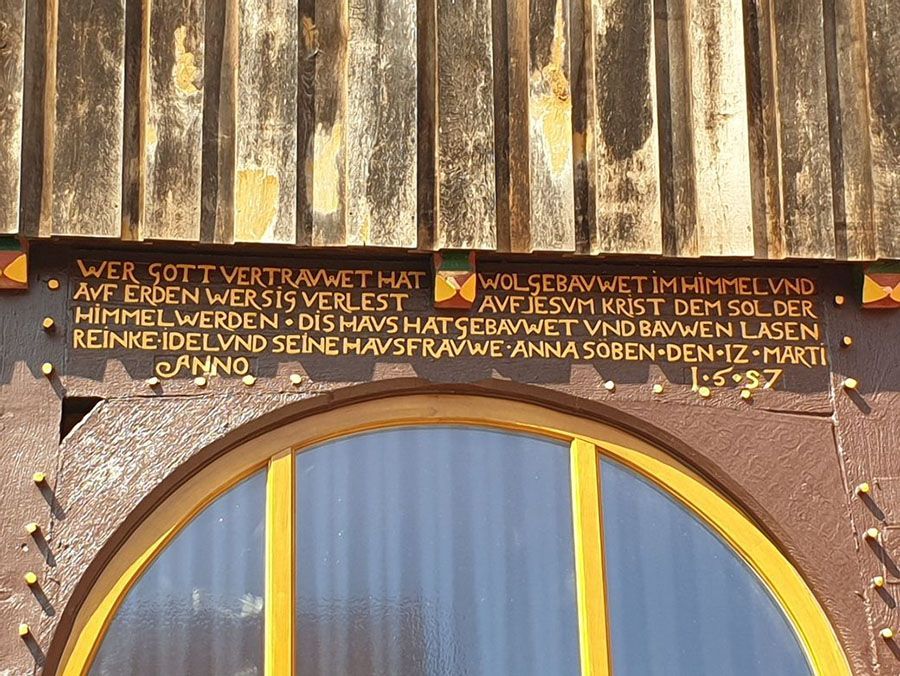 WER GOTT VERTRAVWET HAT WOLGEBAVWET IM HIMMEL VND
AVF ERDEN WER SIG VERLEST AVF JESVM KRIST DEM SOL DER
HIMMEL WERDEN • DIS HAVS HAT GEBAVWET VND BAVWEN LASEN
REINKE • IDEL VND SEINE HAVSFRAVWE • ANNA SÖBEN • DEN • 12 • MARTI
ANNO 1 • 5 • 87